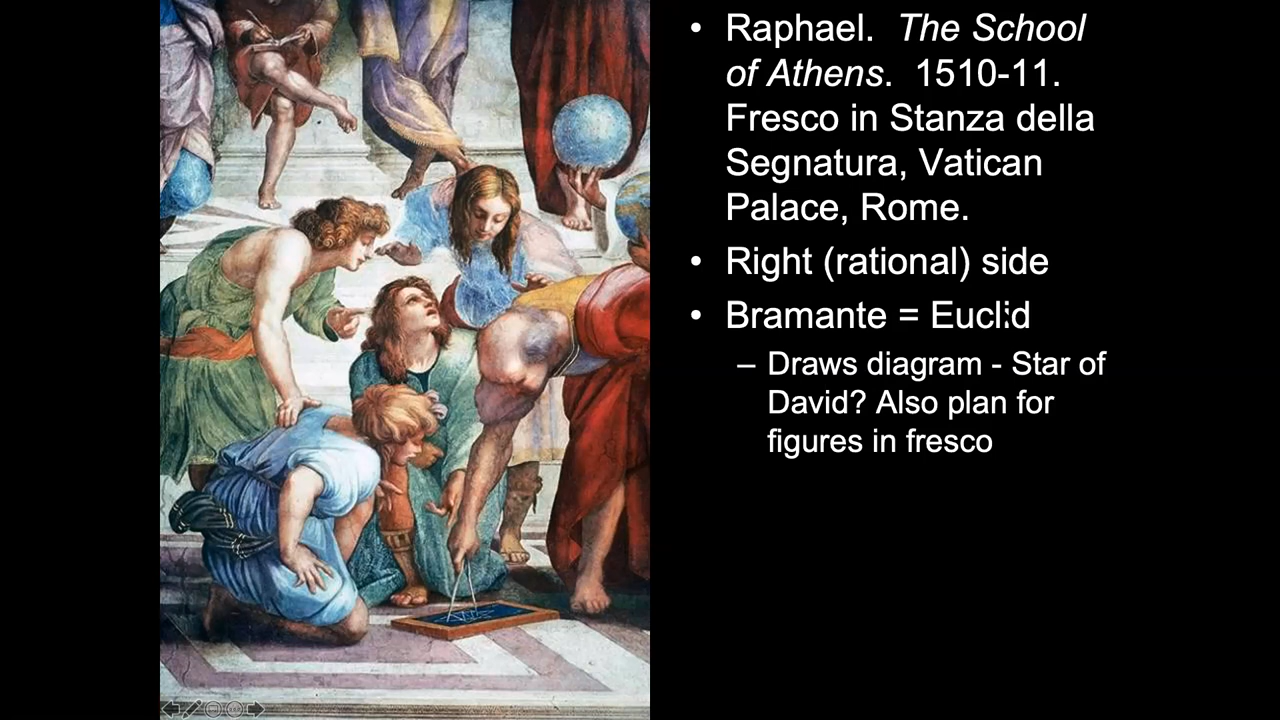 • Raphael. The School
of Athens. 1510-11.
Fresco in Stanza della
Segnatura, Vatican
Palace, Rome.
• Right (rational) side
• Bramante = Euclid
– Draws diagram - Star of
David? Also plan for
figures in fresco